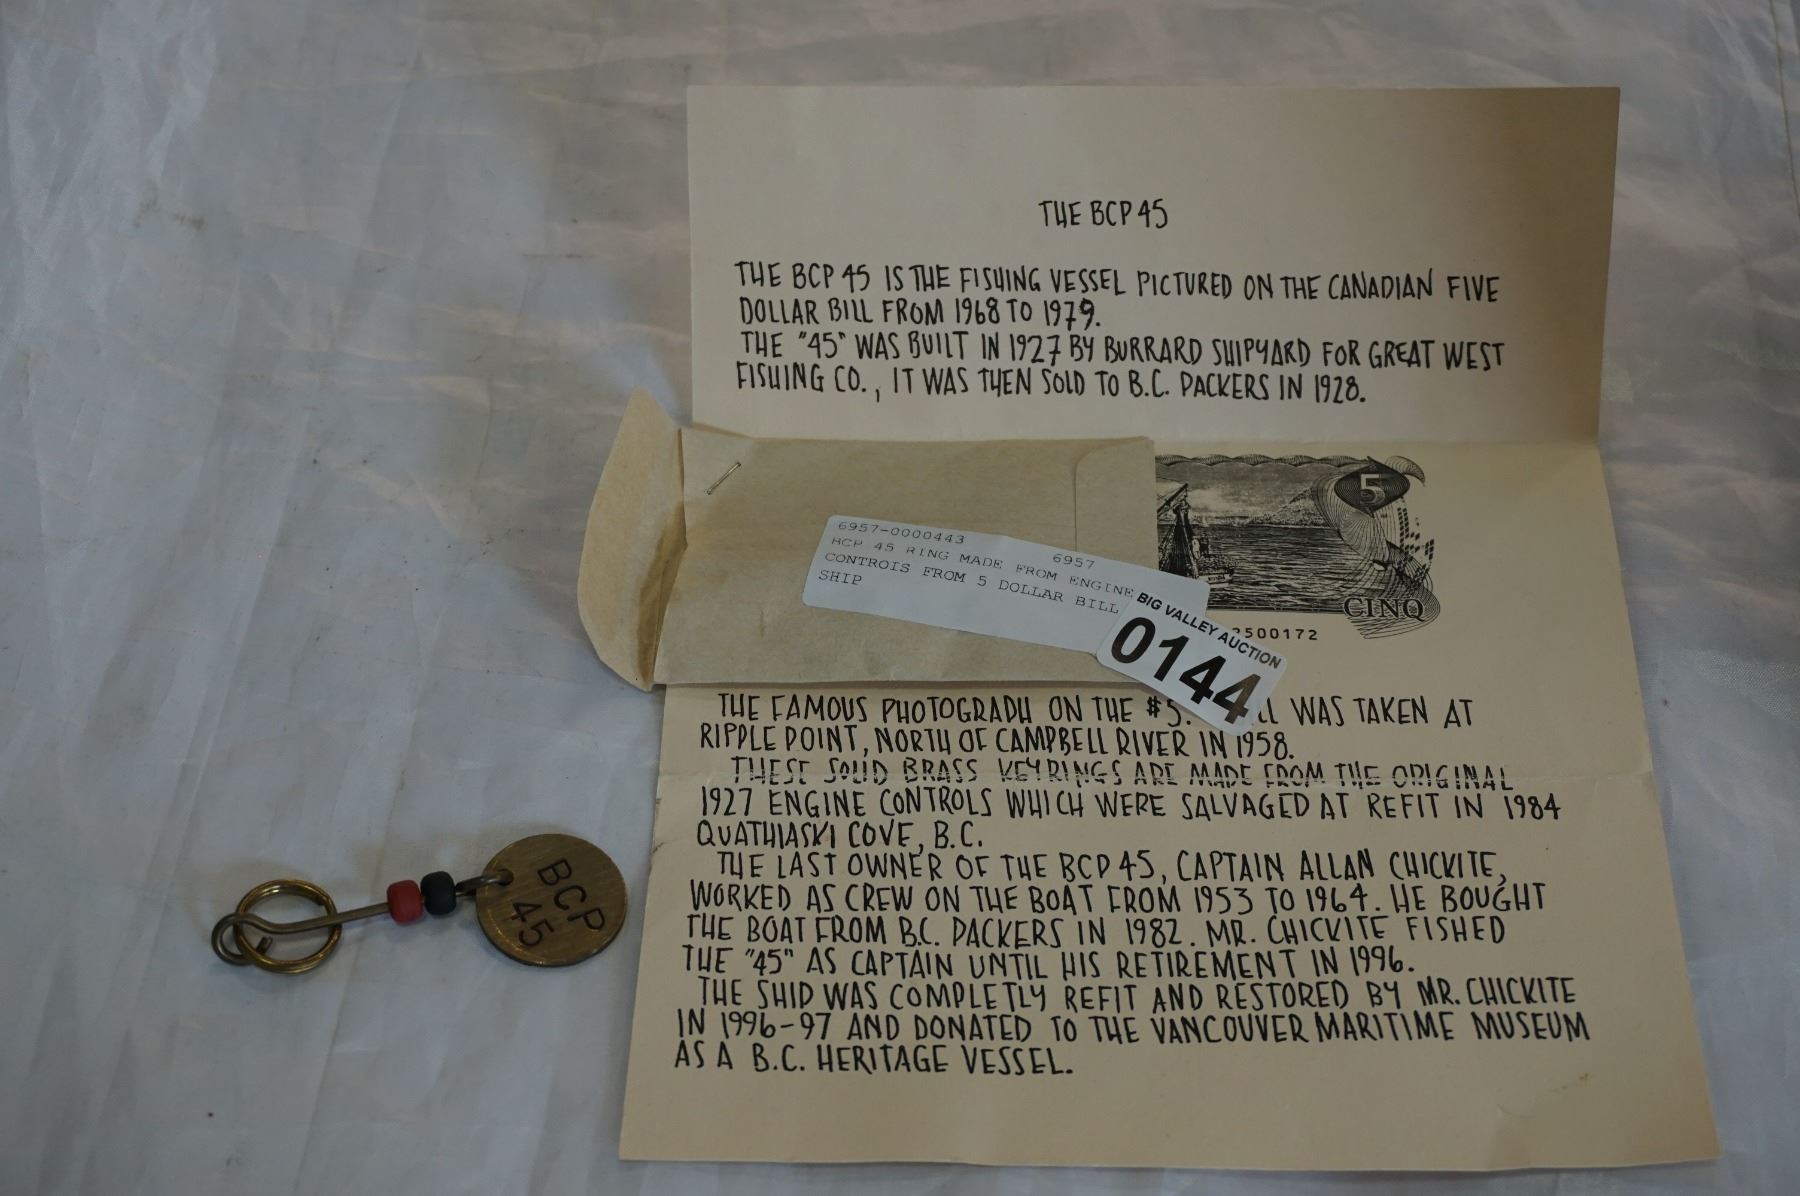 THE BCP 45
THE BCP 45 IS THE FISHING VESSEL PICTURED ON THE CANADIAN FIVE
DOLLAR BILL FROM 1968 TO 1979.
THE "45" WAS BUILT IN 1927 BY BURRARD SHIPYARD FOR GREAT WEST
FISHING CO., IT WAS THEN SOLD TO B.C. PACKERS IN 1928.
5
CINQ
2500172
6957-0000443 6957
BCP 45 RING MADE FROM ENGINE
CONTROLS FROM 5 DOLLAR BILL
SHIP
BIG VALLEY AUCTION
0144
THE FAMOUS PHOTOGRAPH ON THE $5. WAS TAKEN AT
RIPPLE POINT, NORTH OF CAMPBELL RIVER IN 1958.
THESE SOLID BRASS KEYRINGS ARE MADE FROM THE ORIGINAL
1927 ENGINE CONTROLS WHICH WERE SALVAGED AT REFIT IN 1984
QUATHIASKI COVE, B.C.
THE LAST OWNER OF THE BCP 45, CAPTAIN ALLAN CHICKITE,
WORKED AS CREW ON THE BOAT FROM 1953 TO 1964. HE BOUGHT
THE BOAT FROM B.C. PACKERS IN 1982. MR. CHICKITE FISHED
THE "45" AS CAPTAIN UNTIL HIS RETIREMENT IN 1996.
THE SHIP WAS COMPLETLY REFIT AND RESTORED BY MR. CHICKITE
IN 1996-97 AND DONATED TO THE VANCOUVER MARITIME MUSEUM
AS A B.C. HERITAGE VESSEL.
BCP
45